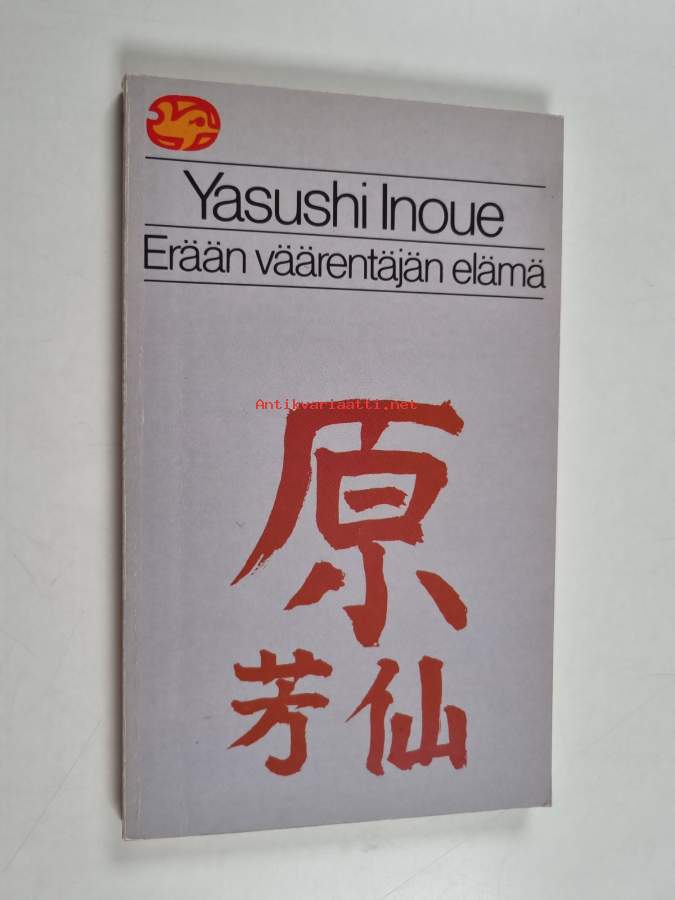 Yasushi Inoue
Erään väärentäjän elämä
Antikvariaatti.net
原
芳仙